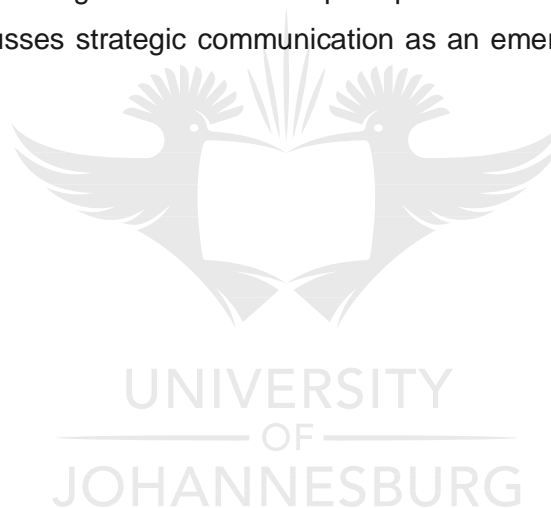 usses strategic communication as an emer
UNIVERSITY
OF
JOHANNESBURG